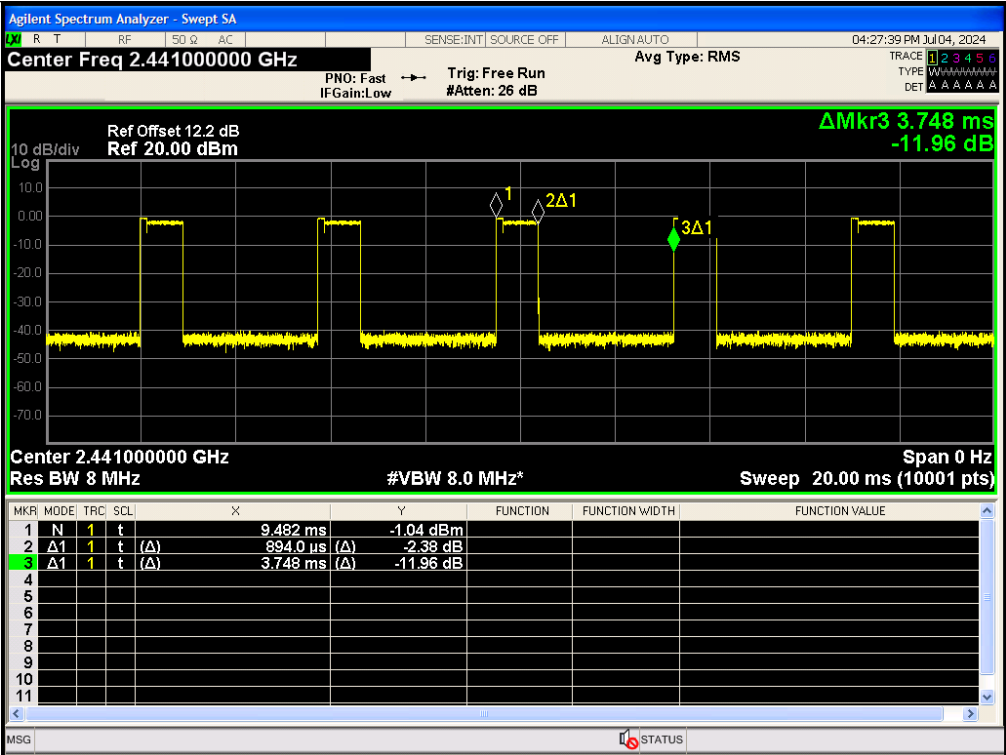 Agilent Spectrum Analyzer - Swept SA
LXI R T RF 50 Ω AC SENSE:INT SOURCE OFF ALIGN AUTO 04:27:39 PM Jul 04, 2024
Center Freq 2.441000000 GHz
Avg Type: RMS
TRACE 1 2 3 4 5 6
PNO: Fast Trig: Free Run
TYPE W
IFGain:Low #Atten: 26 dB
DET A A A A A A
ΔMkr3 3.748 ms
-11.96 dB
Ref Offset 12.2 dB
10 dB/div Ref 20.00 dBm
Log
10.0
0.00
-10.0
-20.0
-30.0
-40.0
-50.0
-60.0
-70.0
1
2Δ1
3Δ1
Center 2.441000000 GHz Span 0 Hz
Res BW 8 MHz #VBW 8.0 MHz* Sweep 20.00 ms (10001 pts)
MKR MODE TRC SCL X Y FUNCTION FUNCTION WIDTH FUNCTION VALUE
1 N 1 t 9.482 ms -1.04 dBm
2 Δ1 1 t (Δ) 894.0 µs (Δ) -2.38 dB
3 Δ1 1 t (Δ) 3.748 ms (Δ) -11.96 dB
4
5
6
7
8
9
10
11
MSG STATUS